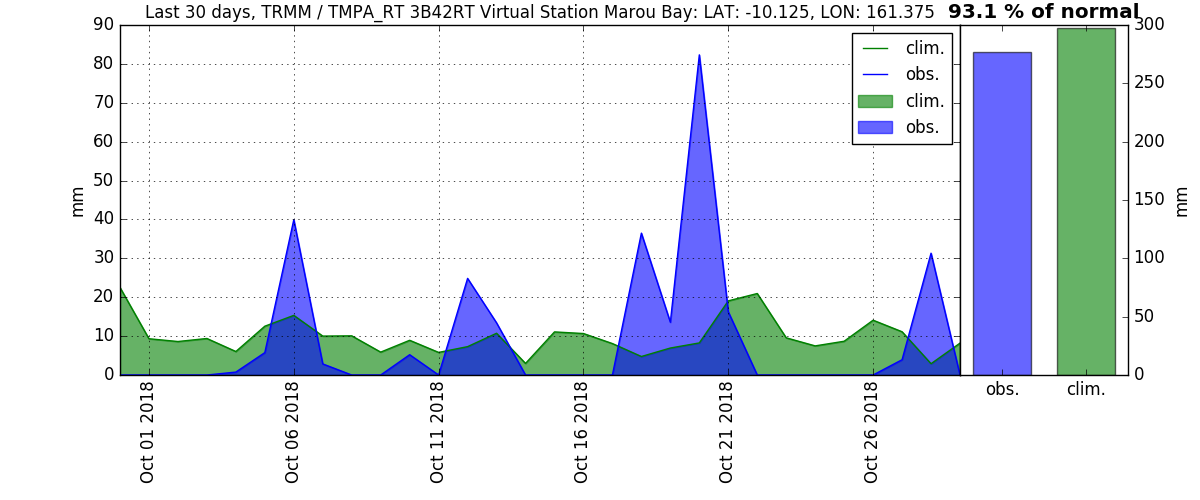 Last 30 days, TRMM / TMPA_RT 3B42RT Virtual Station Marou Bay: LAT: -10.125, LON: 161.375 93.1 % of normal
90
80
70
60
50
40
30
20
10
0
mm
clim.
obs.
clim.
obs.
300
250
200
150
100
50
0
mm
Oct 01 2018
Oct 06 2018
Oct 11 2018
Oct 16 2018
Oct 21 2018
Oct 26 2018
obs.
clim.